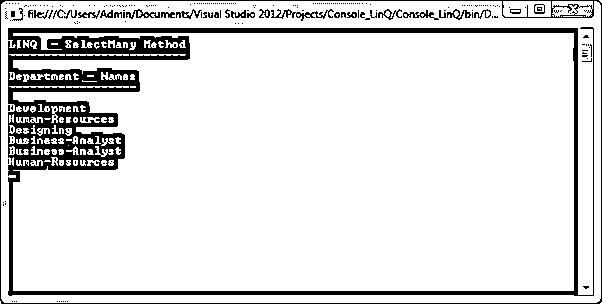 file:///C:/Users/Admin/Documents/Visual Studio 2012/Projects/Console_LinQ/Console_LinQ/bin/D...
LINQ - SelectMany Method
------------------------
Department - Names
------------------
Development
Human-Resources
Designing
Business-Analyst
Business-Analyst
Human-Resources